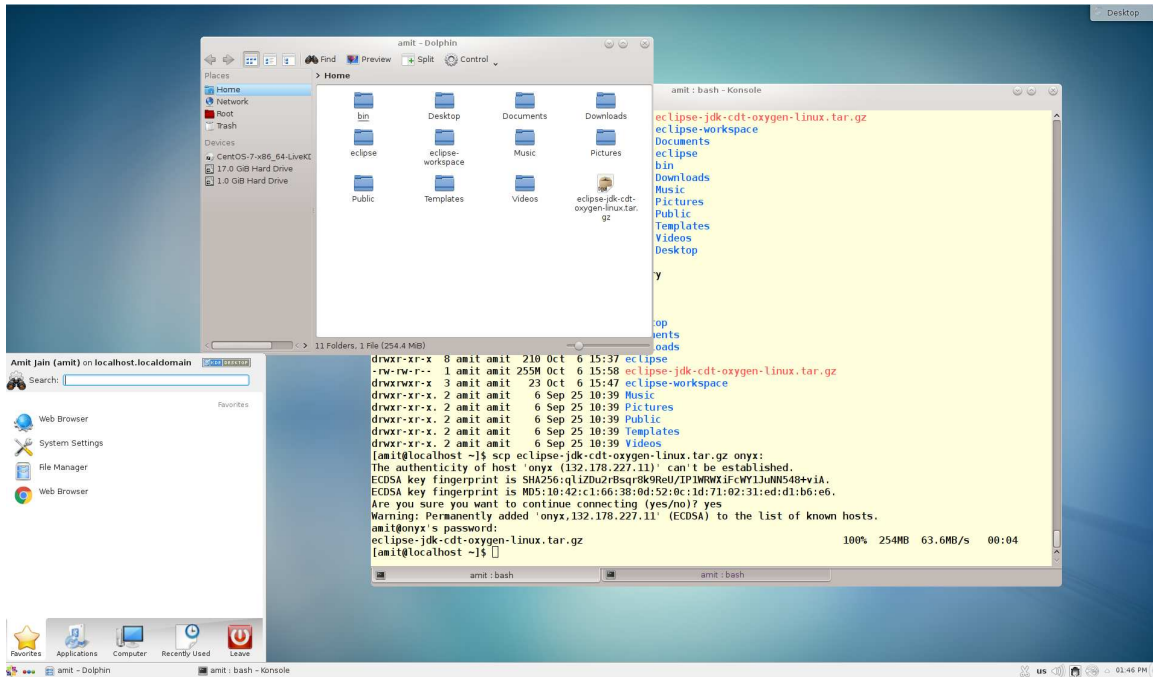 Desktop
amit - Dolphin
Find Preview Split Control
Places
> Home
Home
Network
Root
Trash
Devices
CentOS-7-x86_64-LiveKD
17.0 GiB Hard Drive
1.0 GiB Hard Drive
bin Desktop Documents Downloads
eclipse eclipse-workspace Music Pictures
Public Templates Videos eclipse-jdk-cdt-oxygen-linux.tar.gz
11 Folders, 1 File (254.4 MiB)
amit : bash - Konsole
eclipse-jdk-cdt-oxygen-linux.tar.gz
eclipse-workspace
Documents
eclipse
bin
Downloads
Music
Pictures
Public
Templates
Videos
Desktop
y
top
ments
loads
drwxr-xr-x 8 amit amit 210 Oct 6 15:37 eclipse
-rw-rw-r-- 1 amit amit 255M Oct 6 15:58 eclipse-jdk-cdt-oxygen-linux.tar.gz
drwxrwxr-x 3 amit amit 23 Oct 6 15:47 eclipse-workspace
drwxr-xr-x. 2 amit amit 6 Sep 25 10:39 Music
drwxr-xr-x. 2 amit amit 6 Sep 25 10:39 Pictures
drwxr-xr-x. 2 amit amit 6 Sep 25 10:39 Public
drwxr-xr-x. 2 amit amit 6 Sep 25 10:39 Templates
drwxr-xr-x. 2 amit amit 6 Sep 25 10:39 Videos
[amit@localhost ~]$ scp eclipse-jdk-cdt-oxygen-linux.tar.gz onyx:
The authenticity of host 'onyx (132.178.227.11)' can't be established.
ECDSA key fingerprint is SHA256:qliZDu2rBsqr8k9ReU/IP1WRWXiFcWY1JuNN548+viA.
ECDSA key fingerprint is MD5:10:42:c1:66:38:0d:52:0c:1d:71:02:31:ed:d1:b6:e6.
Are you sure you want to continue connecting (yes/no)? yes
Warning: Permanently added 'onyx,132.178.227.11' (ECDSA) to the list of known hosts.
amit@onyx's password:
eclipse-jdk-cdt-oxygen-linux.tar.gz 100% 254MB 63.6MB/s 00:04
[amit@localhost ~]$
amit : bash amit : bash
Amit Jain (amit) on localhost.localdomain
Search:
Favorites
Web Browser
System Settings
File Manager
Web Browser
Favorites Applications Computer Recently Used Leave
amit - Dolphin amit : bash - Konsole us 01:46 PM